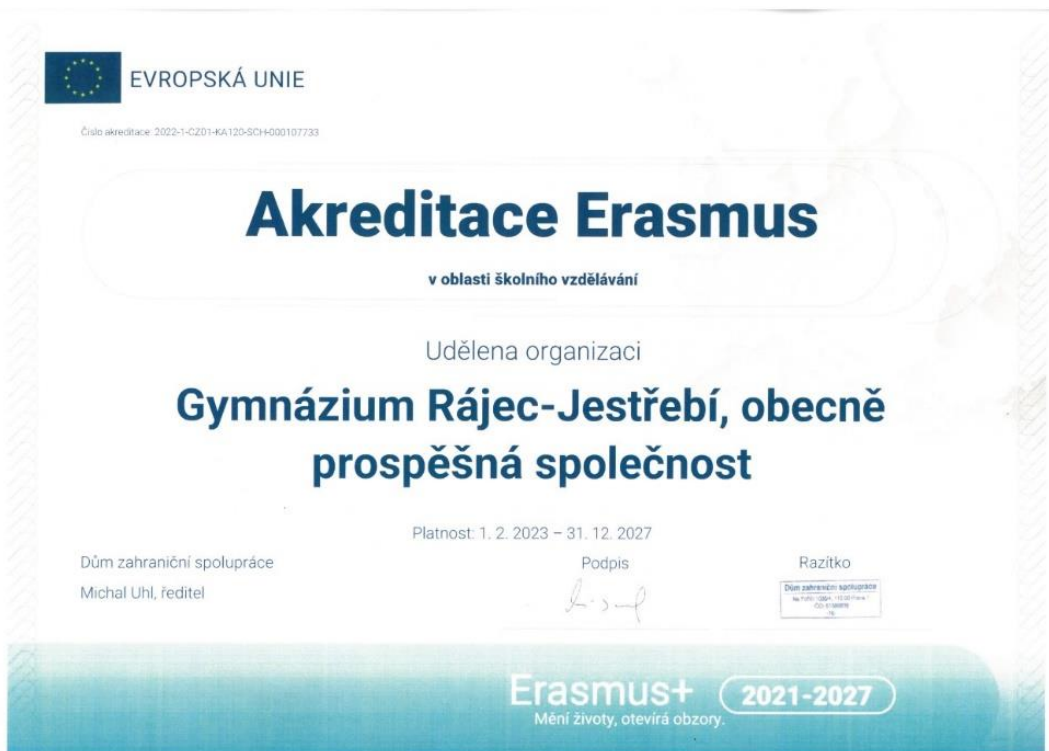 EVROPSKÁ UNIE
Číslo akreditace: 2022-1-CZ01-KA120-SCH-000107733
Akreditace Erasmus
v oblasti školního vzdělávání
Udělena organizaci
Gymnázium Rájec-Jestřebí, obecně
prospěšná společnost
Platnost: 1. 2. 2023 – 31. 12. 2027
Dům zahraniční spolupráce
Podpis
Razítko
Michal Uhl, ředitel
Dům zahraniční spolupráce
Erasmus+
2021-2027
Mění životy, otevírá obzory.